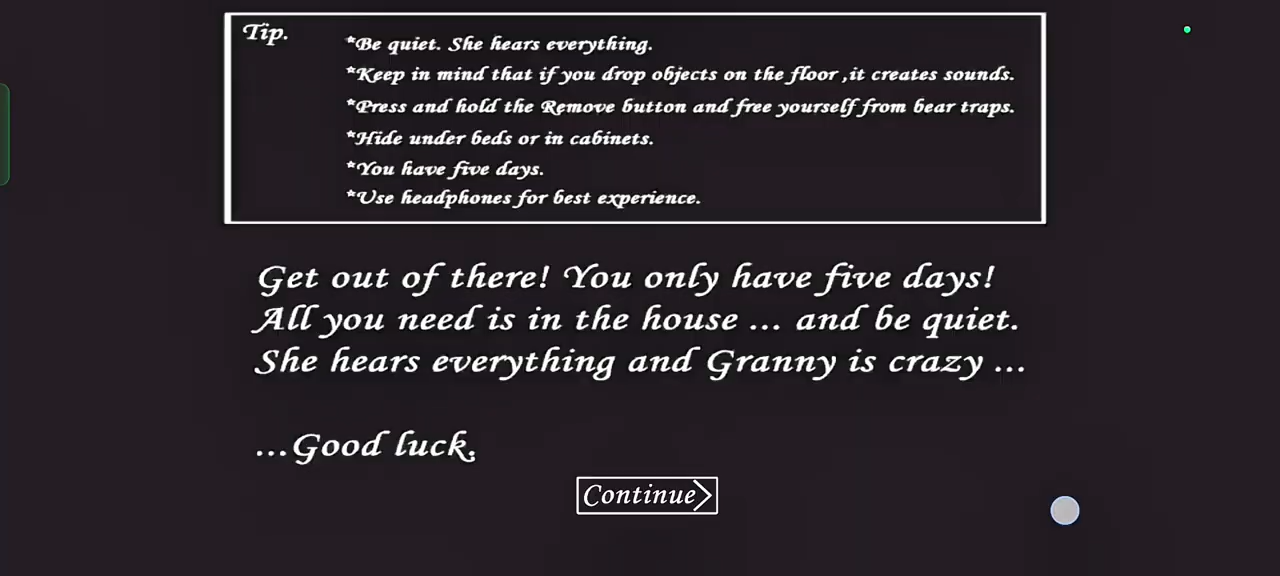 Tip.
*Be quiet. She hears everything.
*Keep in mind that if you drop objects on the floor ,it creates sounds.
*Press and hold the Remove button and free yourself from bear traps.
*Hide under beds or in cabinets.
*You have five days.
*Use headphones for best experience.
Get out of there! You only have five days!
All you need is in the house ... and be quiet.
She hears everything and Granny is crazy ...
...Good luck.
Continue